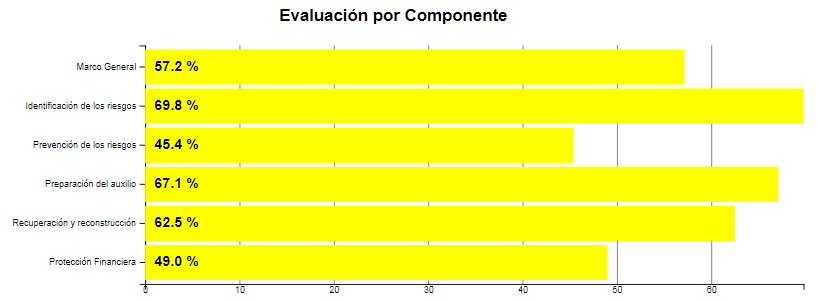 Evaluación por Componente
Marco General 57.2 %
Identificación de los riesgos 69.8 %
Prevención de los riesgos 45.4 %
Preparación del auxilio 67.1 %
Recuperación y reconstrucción 62.5 %
Protección Financiera 49.0 %
0 10 20 30 40 50 60